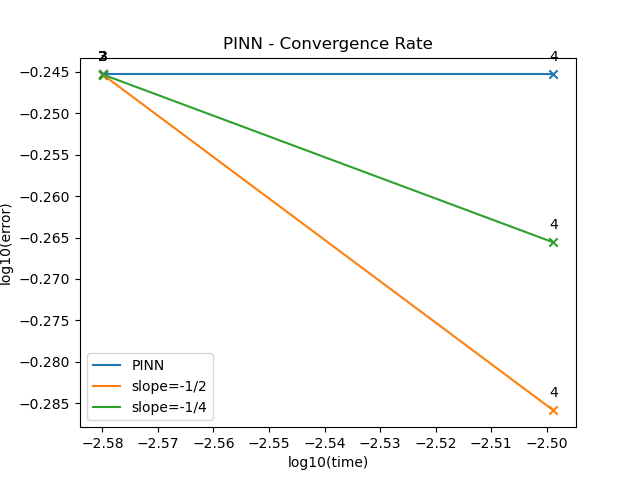 PINN - Convergence Rate
3
4
−0.245
−0.250
−0.255
−0.260
4
−0.265
−0.270
−0.275
−0.280
4
−0.285
log10(error)
PINN
slope=-1/2
slope=-1/4
−2.58 −2.57 −2.56 −2.55 −2.54 −2.53 −2.52 −2.51 −2.50
log10(time)